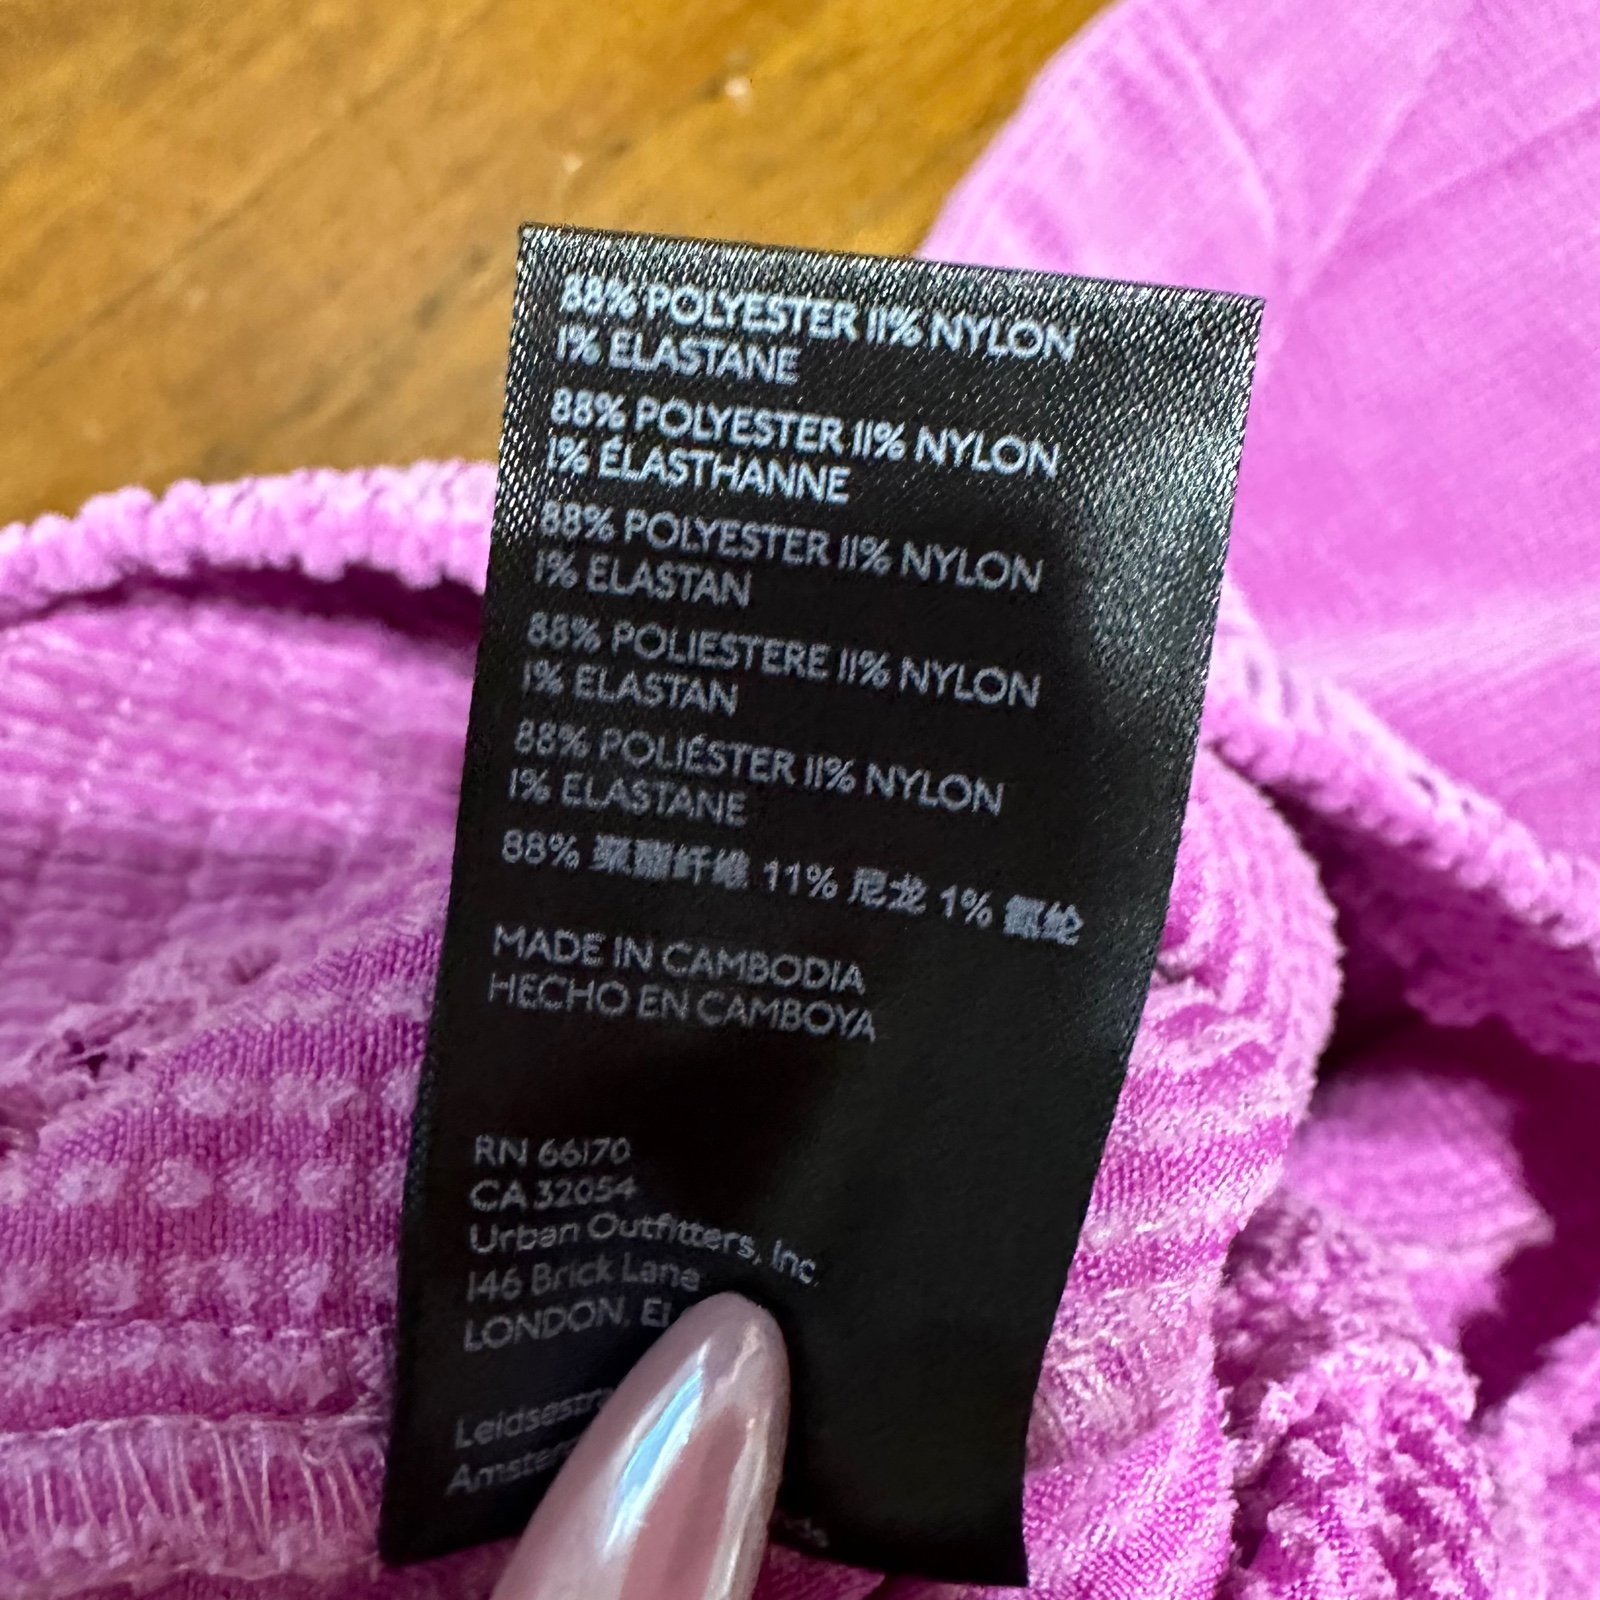 88% POLYESTER 11% NYLON
1% ELASTANE
88% POLYESTER 11% NYLON
1% ÉLASTHANNE
88% POLYESTER 11% NYLON
1% ELASTAN
88% POLIESTERE 11% NYLON
1% ELASTAN
88% POLIÉSTER 11% NYLON
1% ELASTANE
88% 聚酯纤维 11% 尼龙 1% 氨纶
MADE IN CAMBODIA
HECHO EN CAMBOYA
RN 66170
CA 32054
Urban Outfitters, Inc.
146 Brick Lane
LONDON, E1